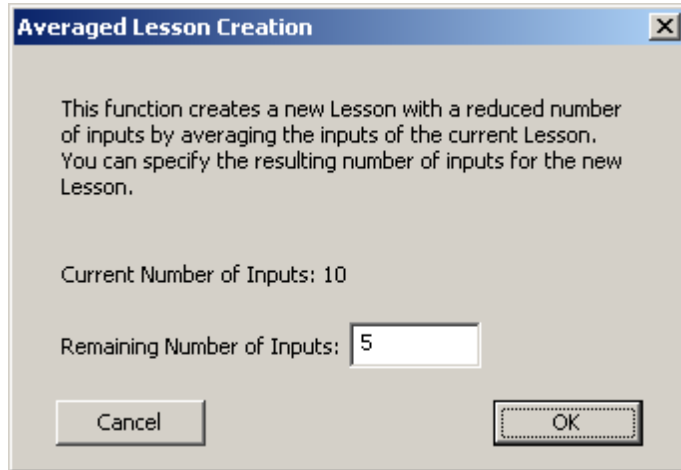 Averaged Lesson Creation
This function creates a new Lesson with a reduced number
of inputs by averaging the inputs of the current Lesson.
You can specify the resulting number of inputs for the new
Lesson.
Current Number of Inputs: 10
Remaining Number of Inputs: 5
Cancel OK